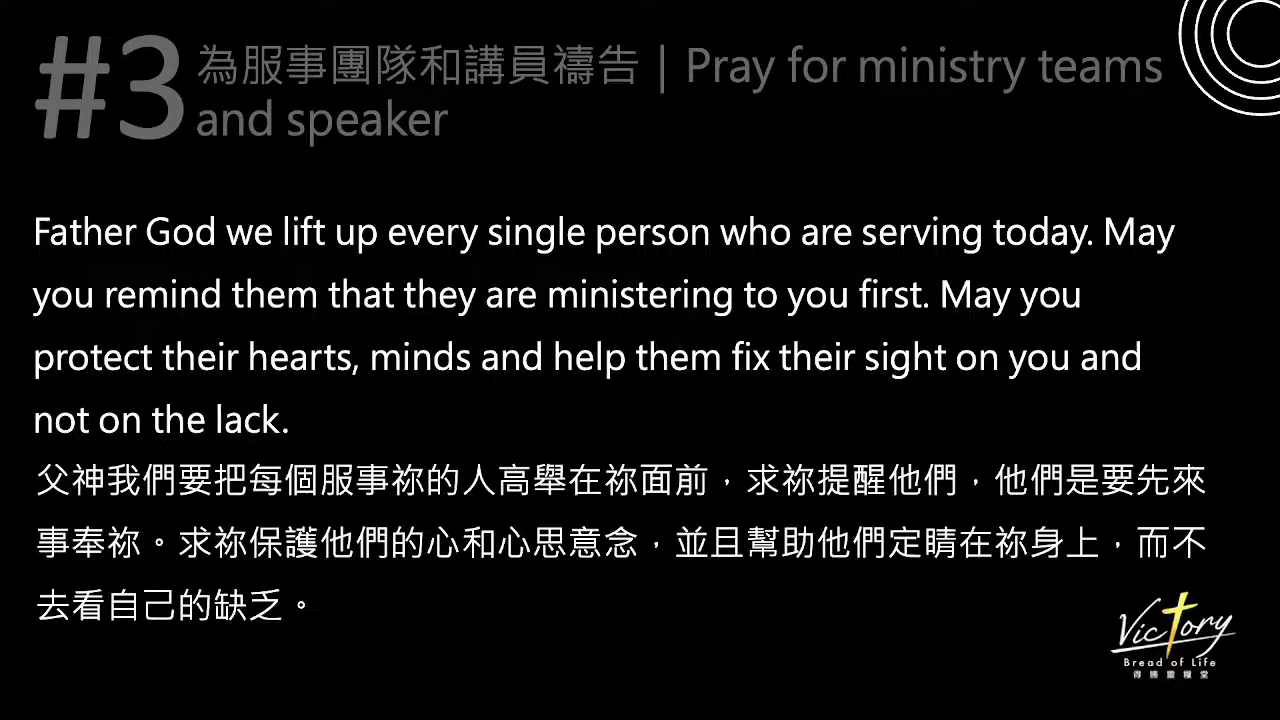 #3 為服事團隊和講員禱告 | Pray for ministry teams
and speaker
Father God we lift up every single person who are serving today. May
you remind them that they are ministering to you first. May you
protect their hearts, minds and help them fix their sight on you and
not on the lack.
父神我們要把每個服事祢的人高舉在祢面前，求祢提醒他們，他們是要先來
事奉祢。求祢保護他們的心和心思意念，並且幫助他們定睛在祢身上，而不
去看自己的缺乏。
Victory
Bread of Life
得勝靈糧堂